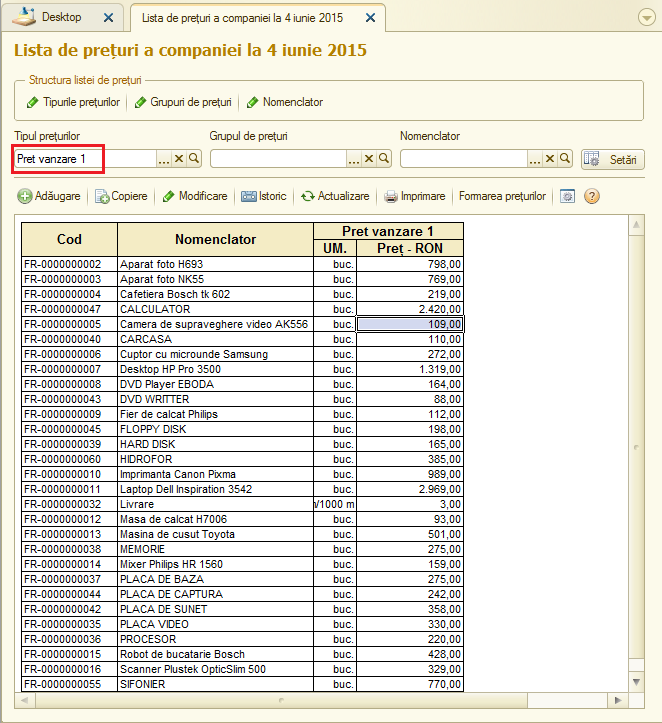 Desktop
Lista de prețuri a companiei la 4 iunie 2015
Lista de prețuri a companiei la 4 iunie 2015
Structura listei de prețuri
Tipurile prețurilor Grupuri de prețuri Nomenclator
Tipul prețurilor Grupul de prețuri Nomenclator
Pret vanzare 1 Setări
Adăugare Copiere Modificare Istoric Actualizare Imprimare Formarea prețurilor
Cod Nomenclator Pret vanzare 1
UM. Preț - RON
FR-0000000002 Aparat foto H693 buc. 798,00
FR-0000000003 Aparat foto NK55 buc. 769,00
FR-0000000004 Cafetiera Bosch tk 602 buc. 219,00
FR-0000000047 CALCULATOR buc. 2.420,00
FR-0000000005 Camera de supraveghere video AK556 buc. 109,00
FR-0000000040 CARCASA buc. 110,00
FR-0000000006 Cuptor cu microunde Samsung buc. 272,00
FR-0000000007 Desktop HP Pro 3500 buc. 1.319,00
FR-0000000008 DVD Player EBODA buc. 164,00
FR-0000000043 DVD WRITTER buc. 88,00
FR-0000000009 Fier de calcat Philips buc. 112,00
FR-0000000045 FLOPPY DISK buc. 198,00
FR-0000000039 HARD DISK buc. 165,00
FR-0000000060 HIDROFOR buc. 385,00
FR-0000000010 Imprimanta Canon Pixma buc. 989,00
FR-0000000011 Laptop Dell Inspiration 3542 buc. 2.969,00
FR-0000000032 Livrare /1000 m 3,00
FR-0000000012 Masa de calcat H7006 buc. 93,00
FR-0000000013 Masina de cusut Toyota buc. 501,00
FR-0000000038 MEMORIE buc. 275,00
FR-0000000014 Mixer Philips HR 1560 buc. 159,00
FR-0000000037 PLACA DE BAZA buc. 275,00
FR-0000000044 PLACA DE CAPTURA buc. 242,00
FR-0000000042 PLACA DE SUNET buc. 358,00
FR-0000000035 PLACA VIDEO buc. 330,00
FR-0000000036 PROCESOR buc. 220,00
FR-0000000015 Robot de bucatarie Bosch buc. 428,00
FR-0000000016 Scanner Plustek OpticSlim 500 buc. 329,00
FR-0000000055 SIFONIER buc. 770,00